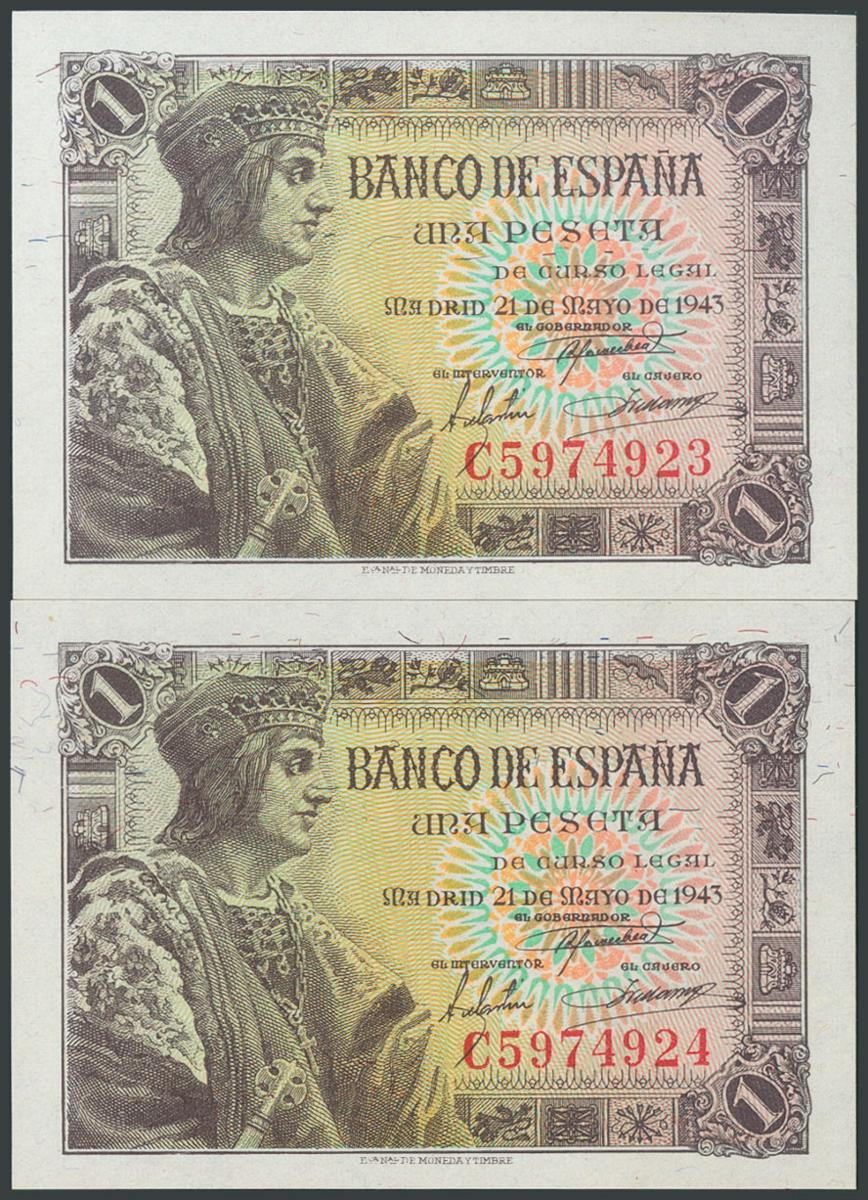 1 1
BANCO DE ESPAÑA
UNA PESETA
DE CURSO LEGAL
MADRID 21 DE MAYO DE 1943
EL GOBERNADOR
EL INTERVENTOR EL CAJERO
C5974923
1
F.CA NAL DE MONEDA Y TIMBRE
1 1
BANCO DE ESPAÑA
UNA PESETA
DE CURSO LEGAL
MADRID 21 DE MAYO DE 1943
EL GOBERNADOR
EL INTERVENTOR EL CAJERO
C5974924
1
F.CA NAL DE MONEDA Y TIMBRE